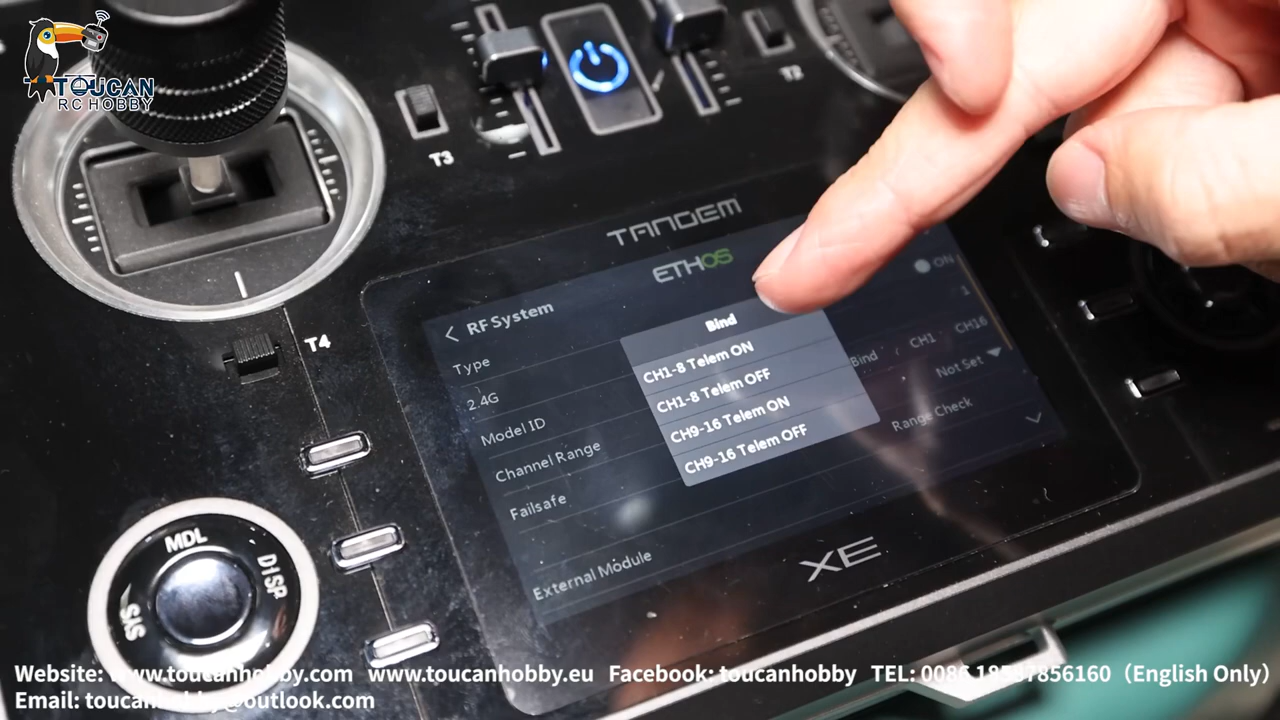 TOUCAN
RC HOBBY
T3
T2
T4
TANDEM
ETHOS
RF System
ON
Type
2.4G
1
Model ID
Bind
CH1
CH16
Channel Range
Not Set
Failsafe
Range Check
External Module
Bind
CH1-8 Telem ON
CH1-8 Telem OFF
CH9-16 Telem ON
CH9-16 Telem OFF
XE
MDL
DISP
SYS
Website: www.toucanhobby.com www.toucanhobby.eu Facebook: toucanhobby TEL: 0086 19537856160 (English Only)
Email: toucanhobby@outlook.com